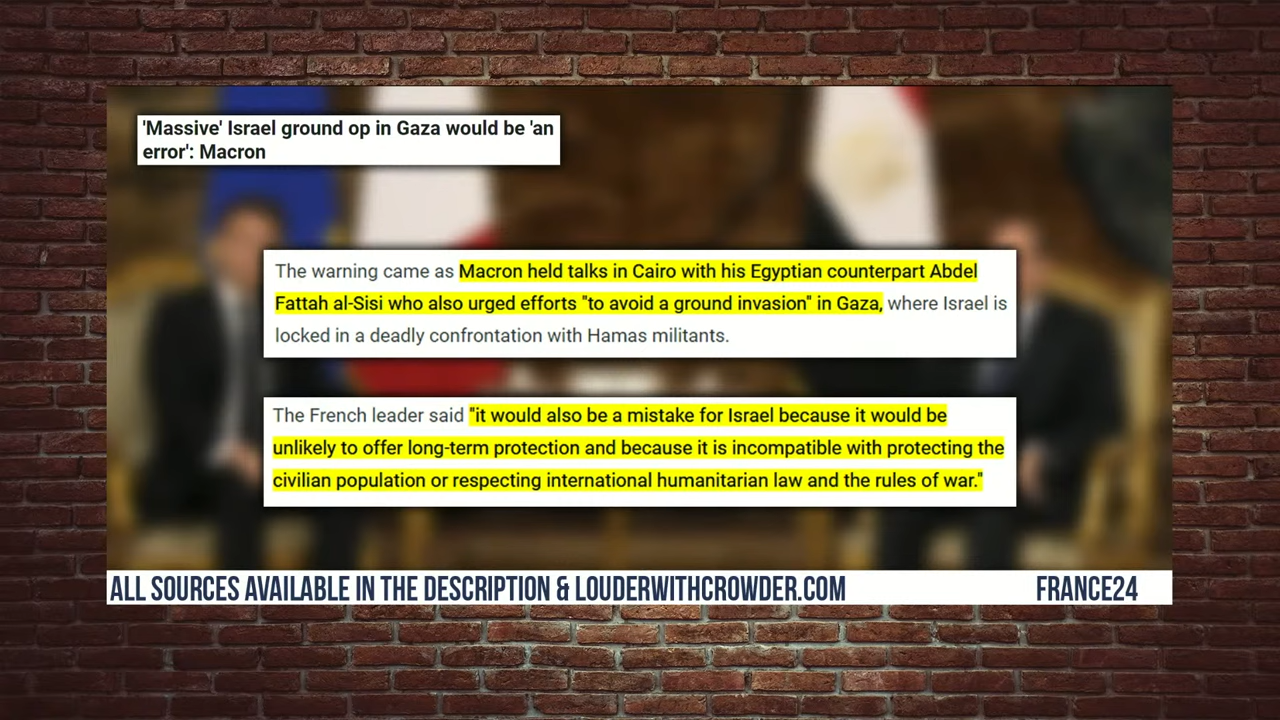 'Massive' Israel ground op in Gaza would be 'an
error': Macron
The warning came as Macron held talks in Cairo with his Egyptian counterpart Abdel
Fattah al-Sisi who also urged efforts "to avoid a ground invasion" in Gaza, where Israel is
locked in a deadly confrontation with Hamas militants.
The French leader said "it would also be a mistake for Israel because it would be
unlikely to offer long-term protection and because it is incompatible with protecting the
civilian population or respecting international humanitarian law and the rules of war."
ALL SOURCES AVAILABLE IN THE DESCRIPTION & LOUDERWITHCROWDER.COM
FRANCE24